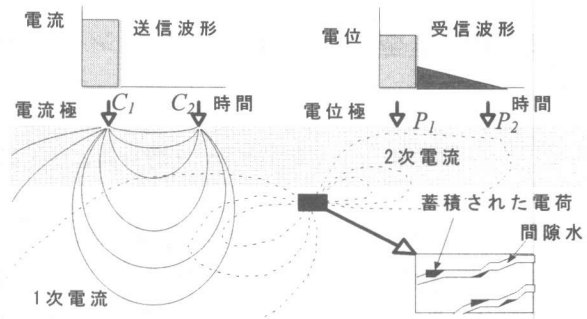 電流
送信波形
時間
電流極
C1
C2
1次電流
電位
受信波形
時間
電位極
P1
P2
2次電流
蓄積された電荷
間隙水